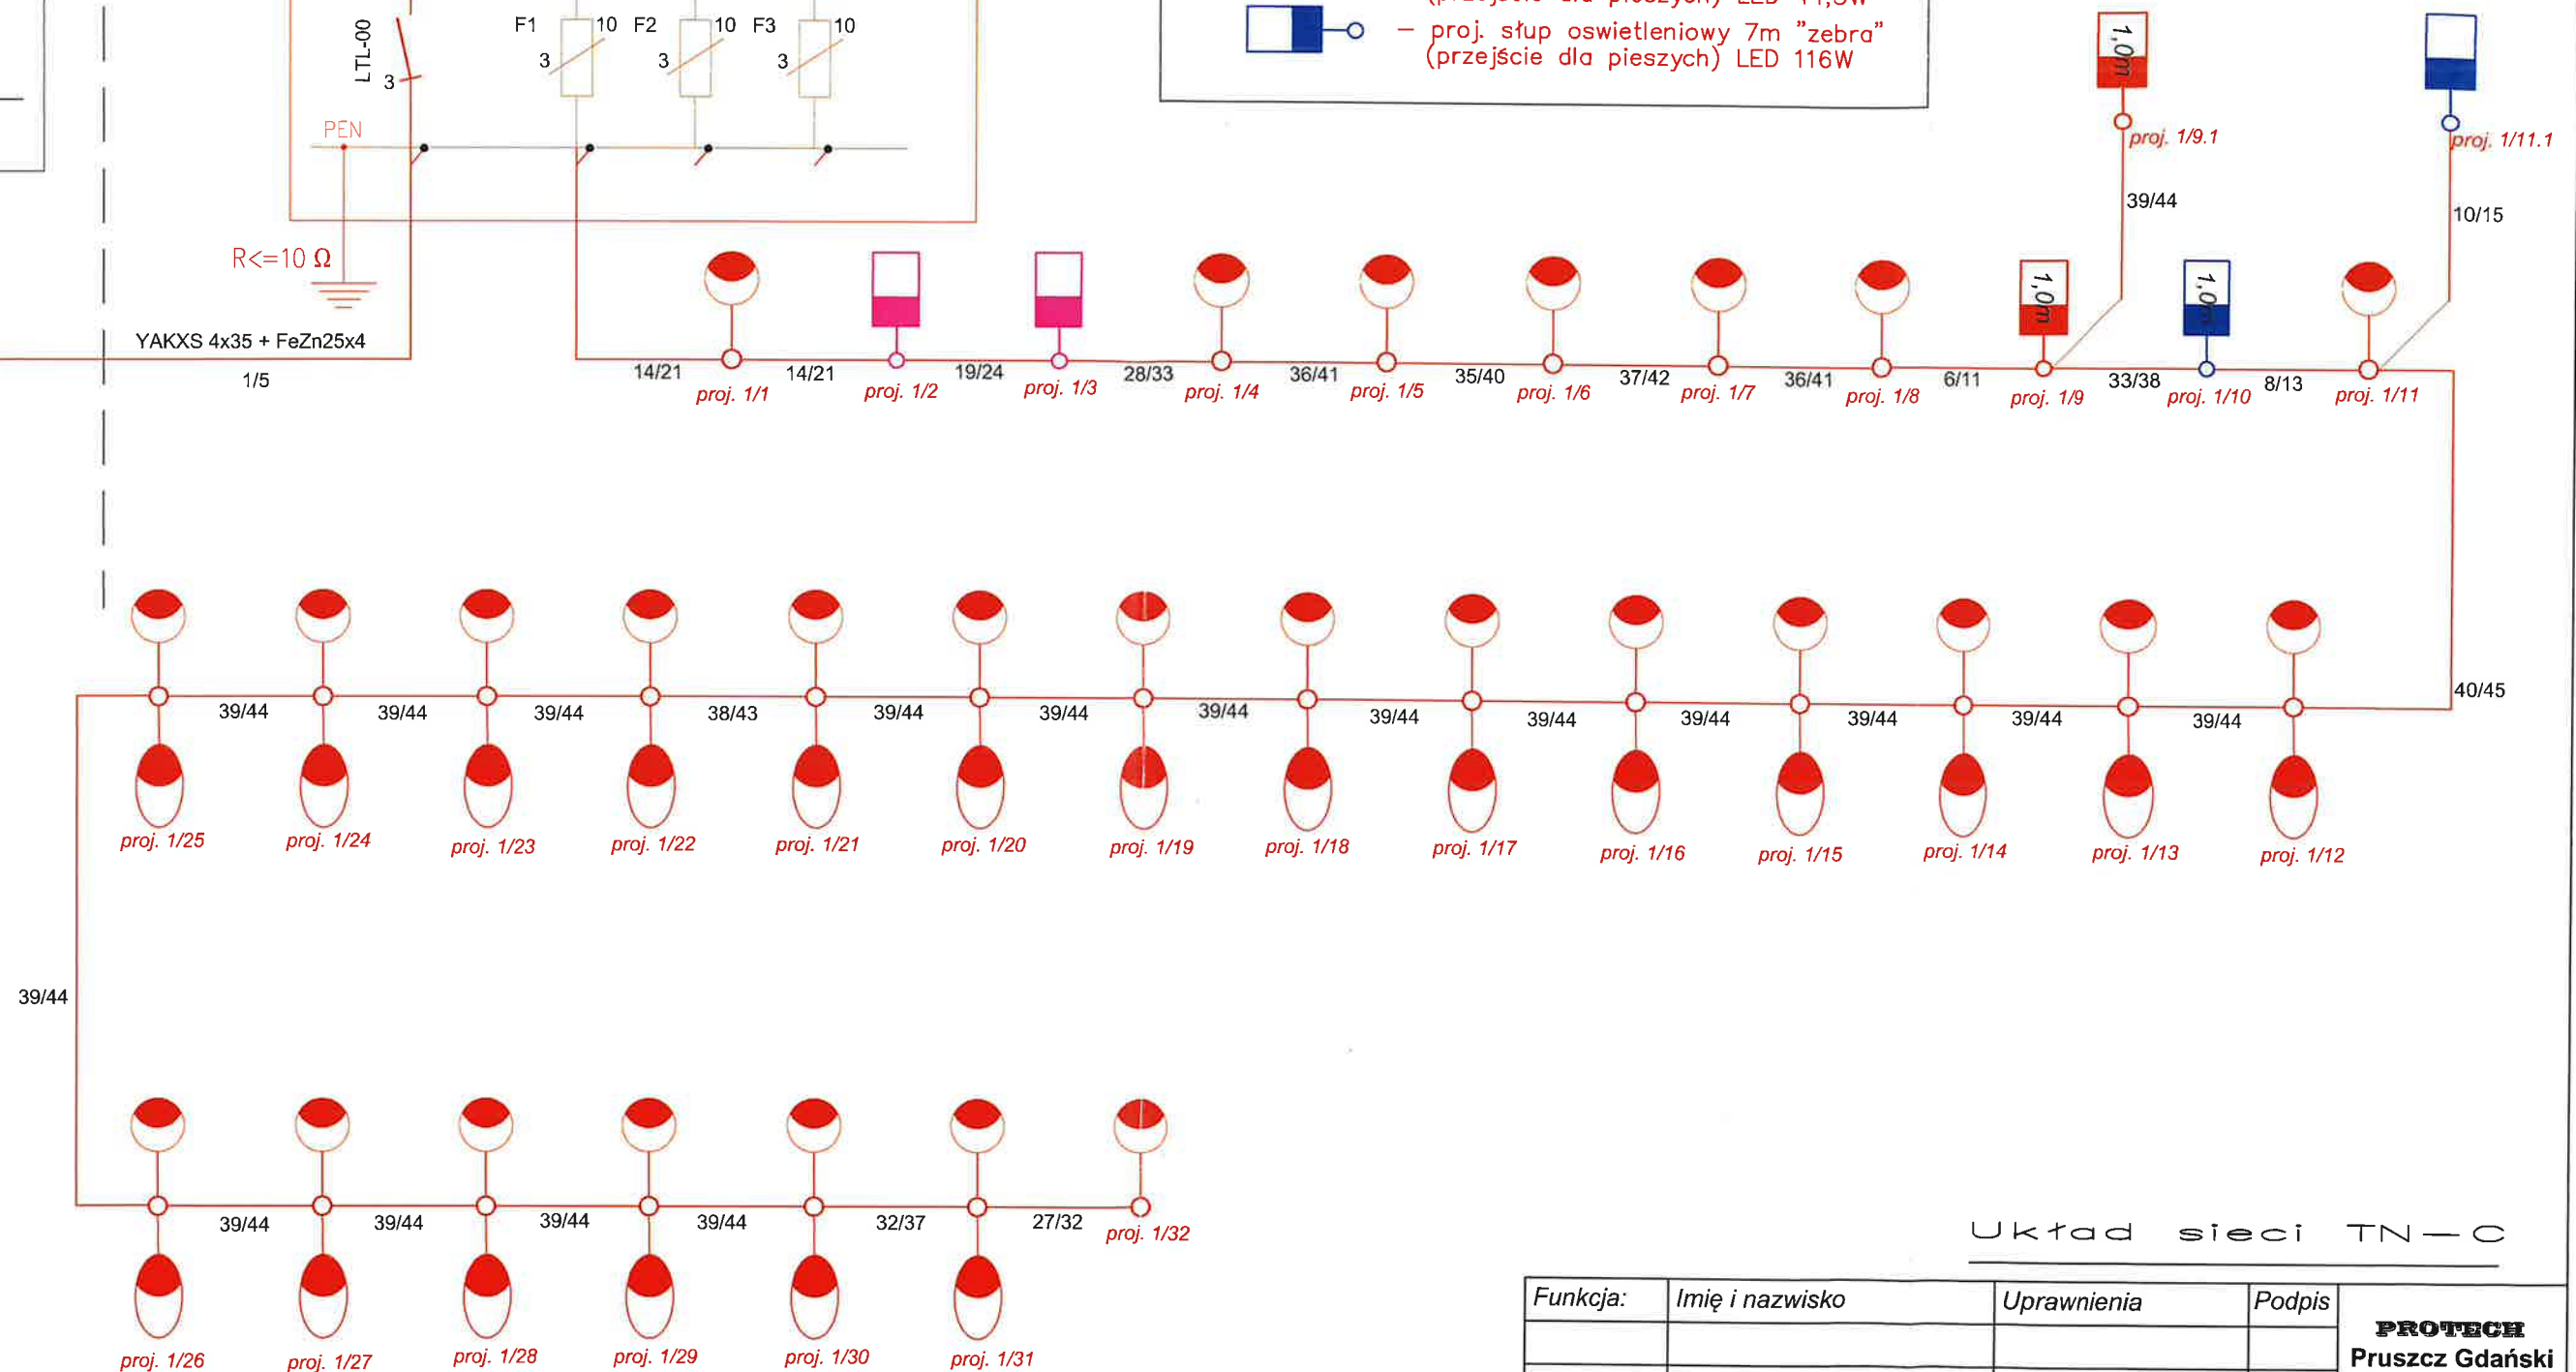 LTL-00
3
F1
10
3
F2
10
3
F3
10
3
PEN
R<=10 Ω
YAKXS 4x35 + FeZn25x4
1/5
– proj. słup oswietleniowy 7m "zebra"
(przejście dla pieszych) LED 116W
1,0m
proj. 1/9.1
39/44
proj. 1/11.1
10/15
1,0m
1,0m
14/21
14/21
19/24
28/33
36/41
35/40
37/42
36/41
6/11
33/38
8/13
proj. 1/1
proj. 1/2
proj. 1/3
proj. 1/4
proj. 1/5
proj. 1/6
proj. 1/7
proj. 1/8
proj. 1/9
proj. 1/10
proj. 1/11
40/45
39/44
39/44
39/44
38/43
39/44
39/44
39/44
39/44
39/44
39/44
39/44
39/44
39/44
proj. 1/25
proj. 1/24
proj. 1/23
proj. 1/22
proj. 1/21
proj. 1/20
proj. 1/19
proj. 1/18
proj. 1/17
proj. 1/16
proj. 1/15
proj. 1/14
proj. 1/13
proj. 1/12
39/44
39/44
39/44
39/44
39/44
32/37
27/32
proj. 1/32
proj. 1/26
proj. 1/27
proj. 1/28
proj. 1/29
proj. 1/30
proj. 1/31
Układ sieci TN–C
Funkcja:
Imię i nazwisko
Uprawnienia
Podpis
PROTECH
Pruszcz Gdański